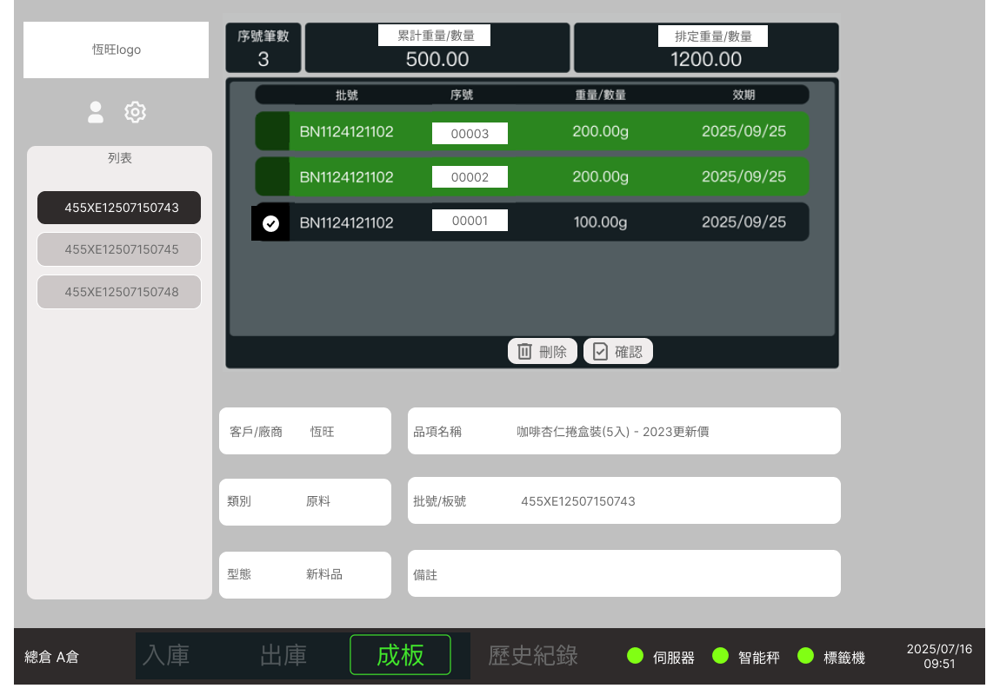 恆旺logo
列表
455XE12507150743
455XE12507150745
455XE12507150748
序號筆數
3
累計重量/數量
500.00
排定重量/數量
1200.00
批號 序號 重量/數量 效期
BN1124121102 00003 200.00g 2025/09/25
BN1124121102 00002 200.00g 2025/09/25
BN1124121102 00001 100.00g 2025/09/25
刪除 確認
客戶/廠商 恆旺 品項名稱 咖啡杏仁捲盒裝(5入) - 2023更新價
類別 原料 批號/板號 455XE12507150743
型態 新料品 備註
總倉 A倉 入庫 出庫 成板 歷史紀錄 伺服器 智能秤 標籤機
2025/07/16
09:51